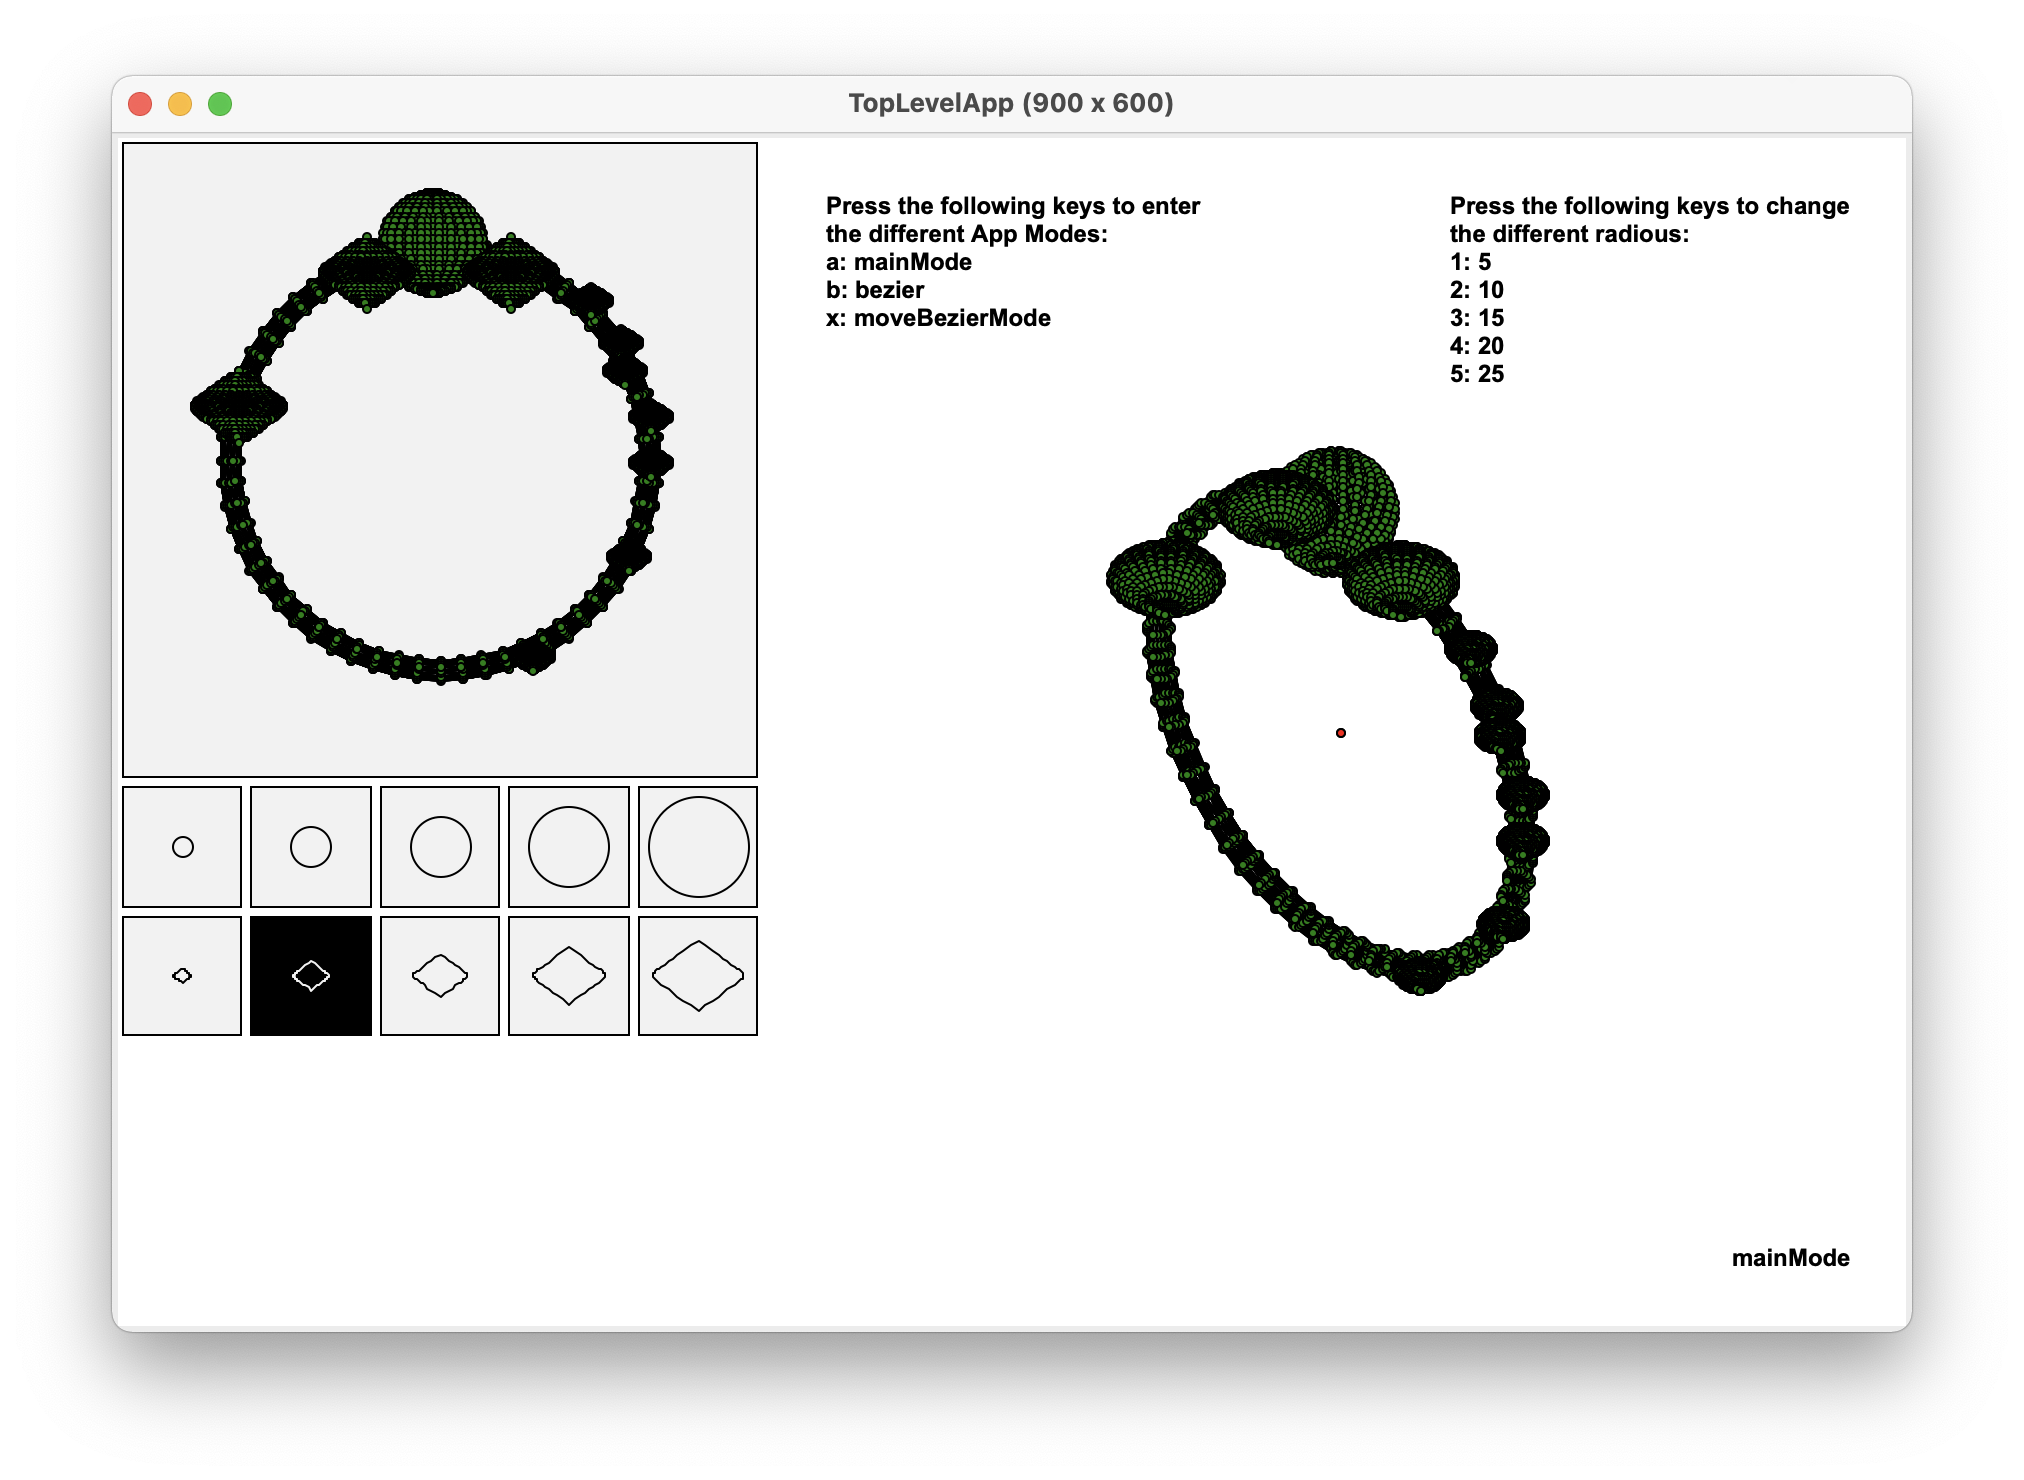 TopLevelApp (900 x 600)
Press the following keys to enter
the different App Modes:
a: mainMode
b: bezier
x: moveBezierMode
Press the following keys to change
the different radious:
1: 5
2: 10
3: 15
4: 20
5: 25
mainMode